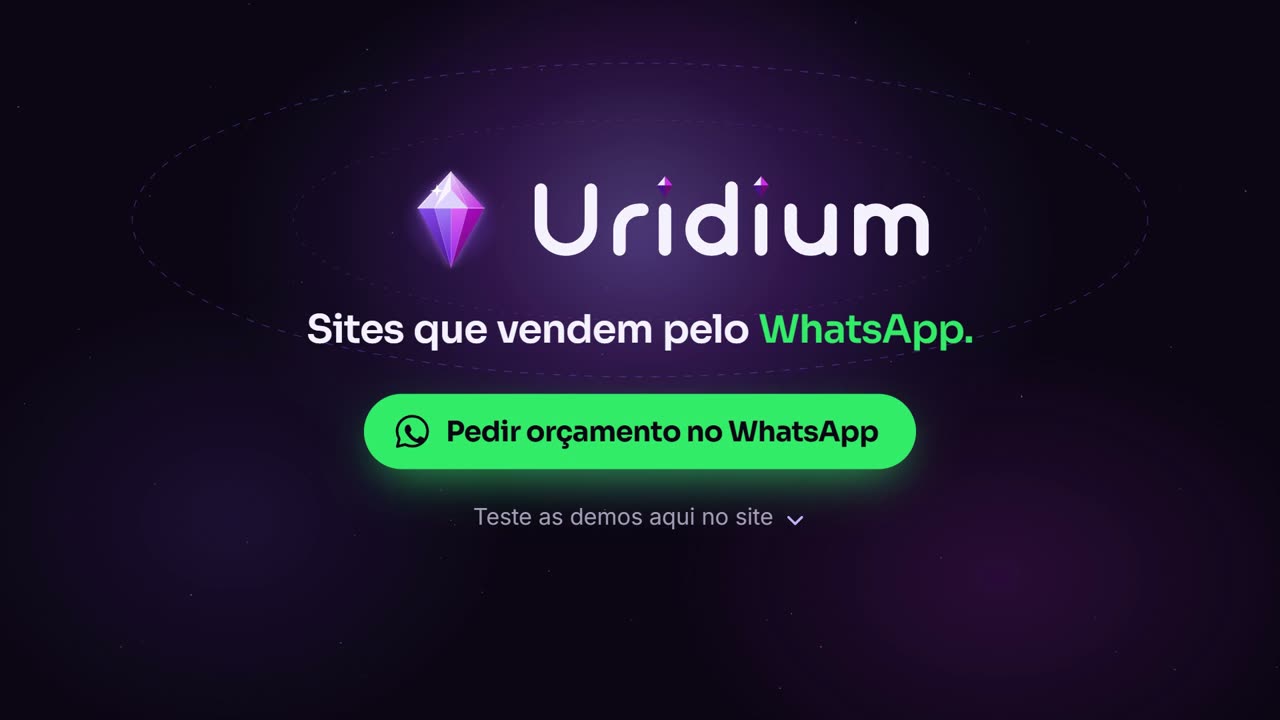 Uridium
Sites que vendem pelo WhatsApp.
Pedir orçamento no WhatsApp
Teste as demos aqui no site